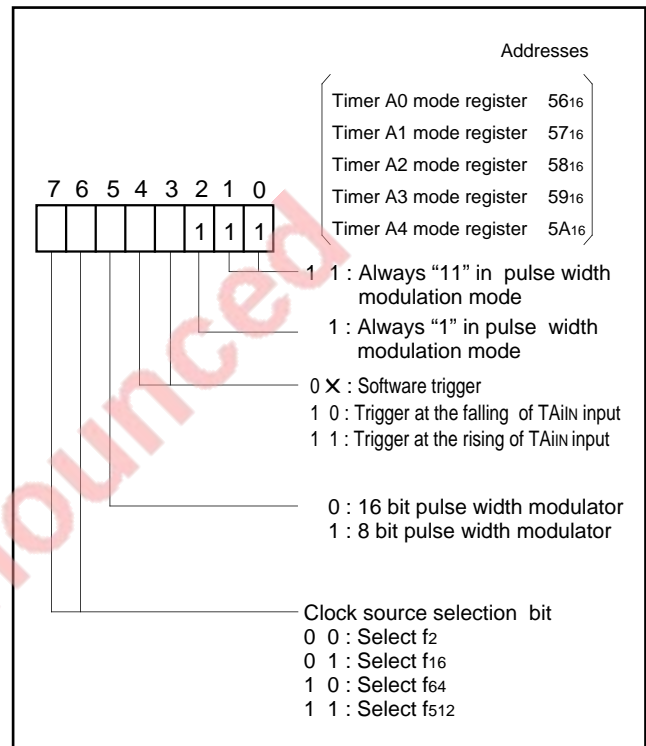 Addresses
Timer A0 mode register 5616
Timer A1 mode register 5716
Timer A2 mode register 5816
Timer A3 mode register 5916
Timer A4 mode register 5A16
7 6 5 4 3 2 1 0
1 1 1
1 1 : Always “11” in pulse width
modulation mode
1 : Always “1” in pulse width
modulation mode
0 × : Software trigger
1 0 : Trigger at the falling of TAiIN input
1 1 : Trigger at the rising of TAiIN input
0 : 16 bit pulse width modulator
1 : 8 bit pulse width modulator
Clock source selection bit
0 0 : Select f2
0 1 : Select f16
1 0 : Select f64
1 1 : Select f512
ounced